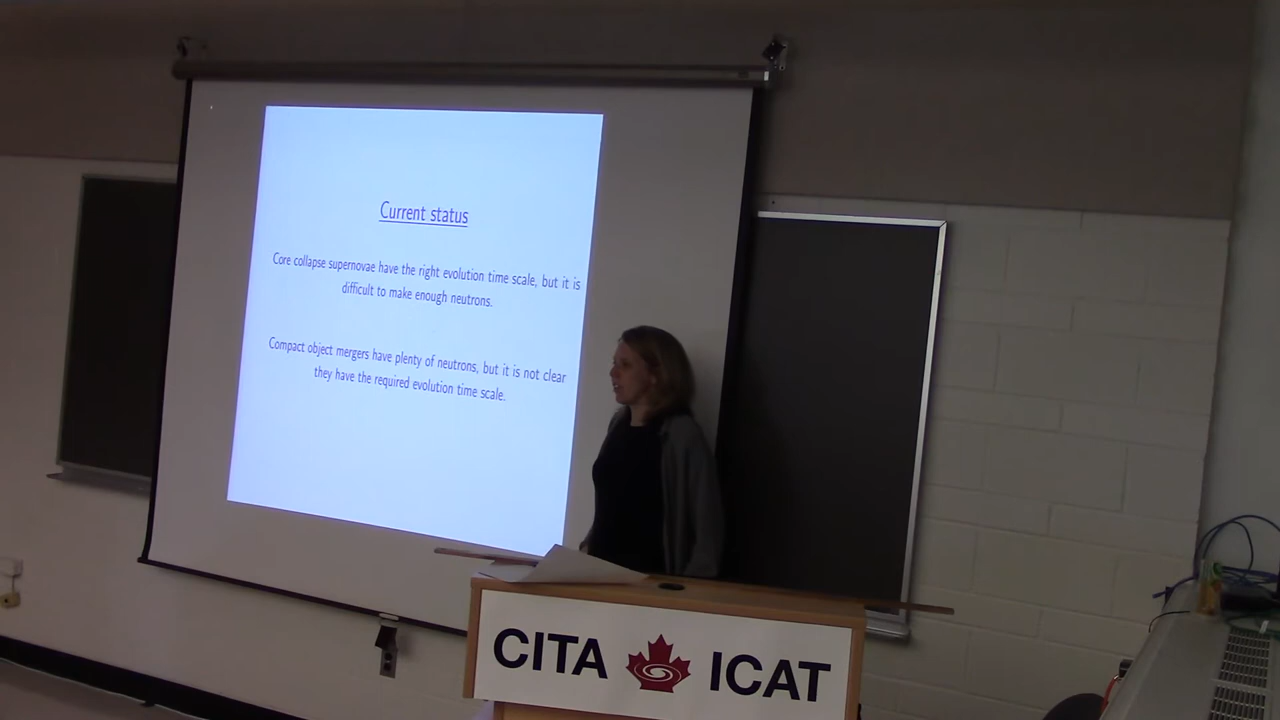 Current status
Core collapse supernovae have the right evolution time scale, but it is
difficult to make enough neutrons.
Compact object mergers have plenty of neutrons, but it is not clear
they have the required evolution time scale.
CITA ICAT